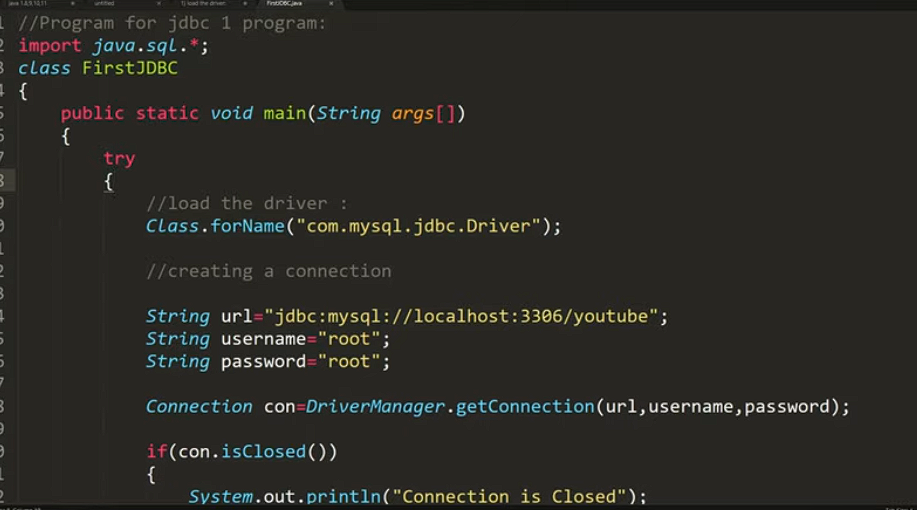 java 1.8,9,10,11 untitled 1) load the driver: FirstJDBC.java
//Program for jdbc 1 program:
import java.sql.*;
class FirstJDBC
{
public static void main(String args[])
{
try
{
//load the driver :
Class.forName("com.mysql.jdbc.Driver");
//creating a connection
String url="jdbc:mysql://localhost:3306/youtube";
String username="root";
String password="root";
Connection con=DriverManager.getConnection(url,username,password);
if(con.isClosed())
{
System.out.println("Connection is Closed");